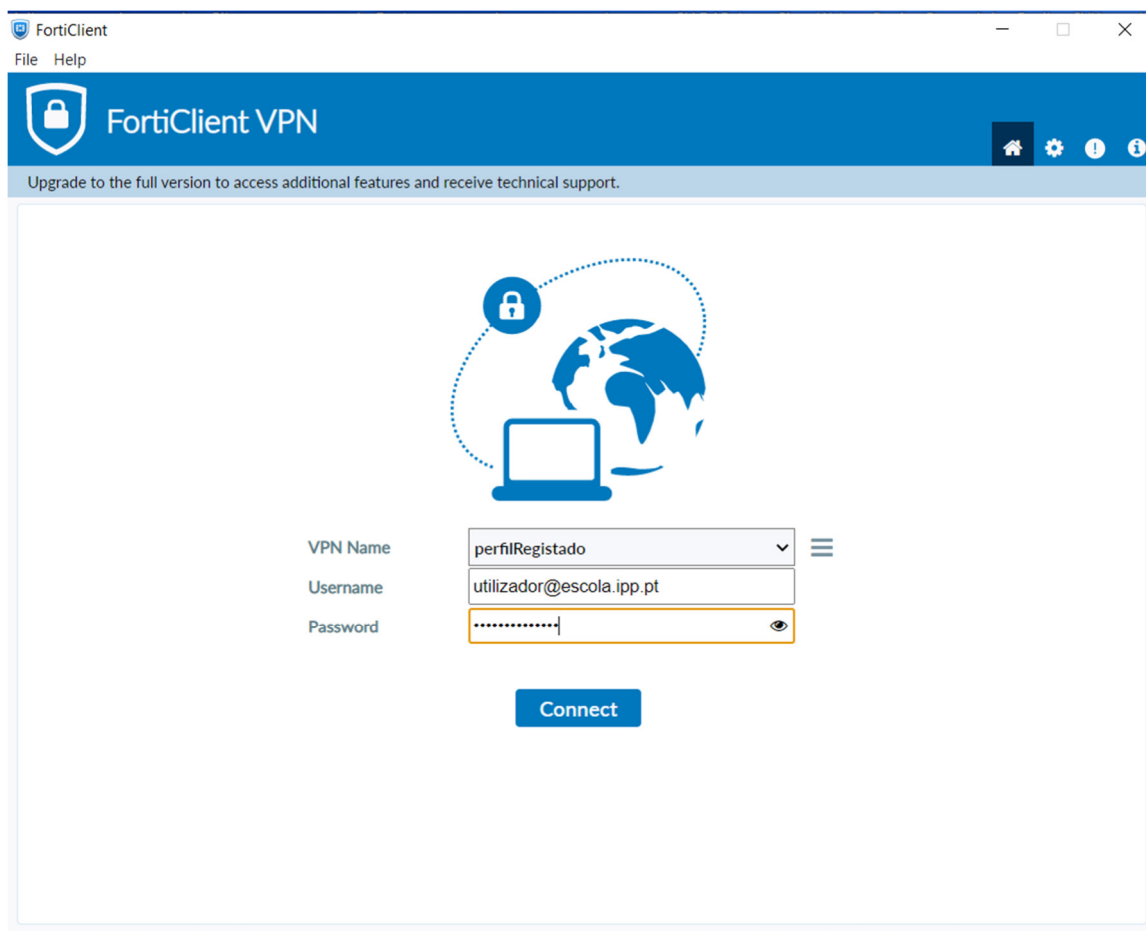 FortiClient
File Help
FortiClient VPN
Upgrade to the full version to access additional features and receive technical support.
VPN Name perfilRegistado
Username utilizador@escola.ipp.pt
Password ••••••••••••••
Connect